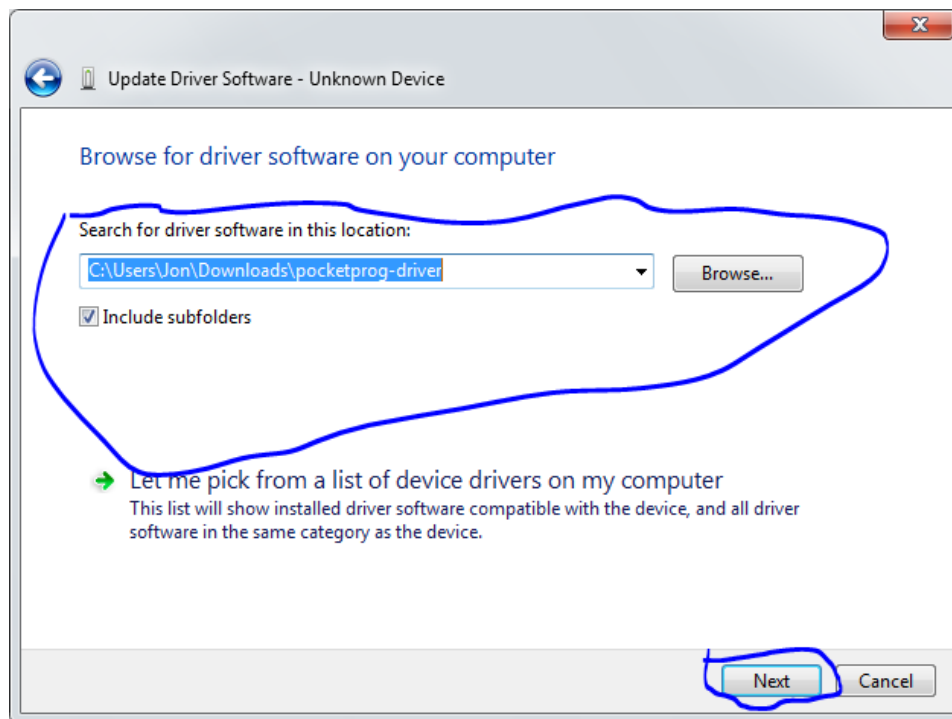 Update Driver Software - Unknown Device
Browse for driver software on your computer
Search for driver software in this location:
C:\Users\Jon\Downloads\pocketprog-driver
Browse...
Include subfolders
Let me pick from a list of device drivers on my computer
This list will show installed driver software compatible with the device, and all driver
software in the same category as the device.
Next
Cancel